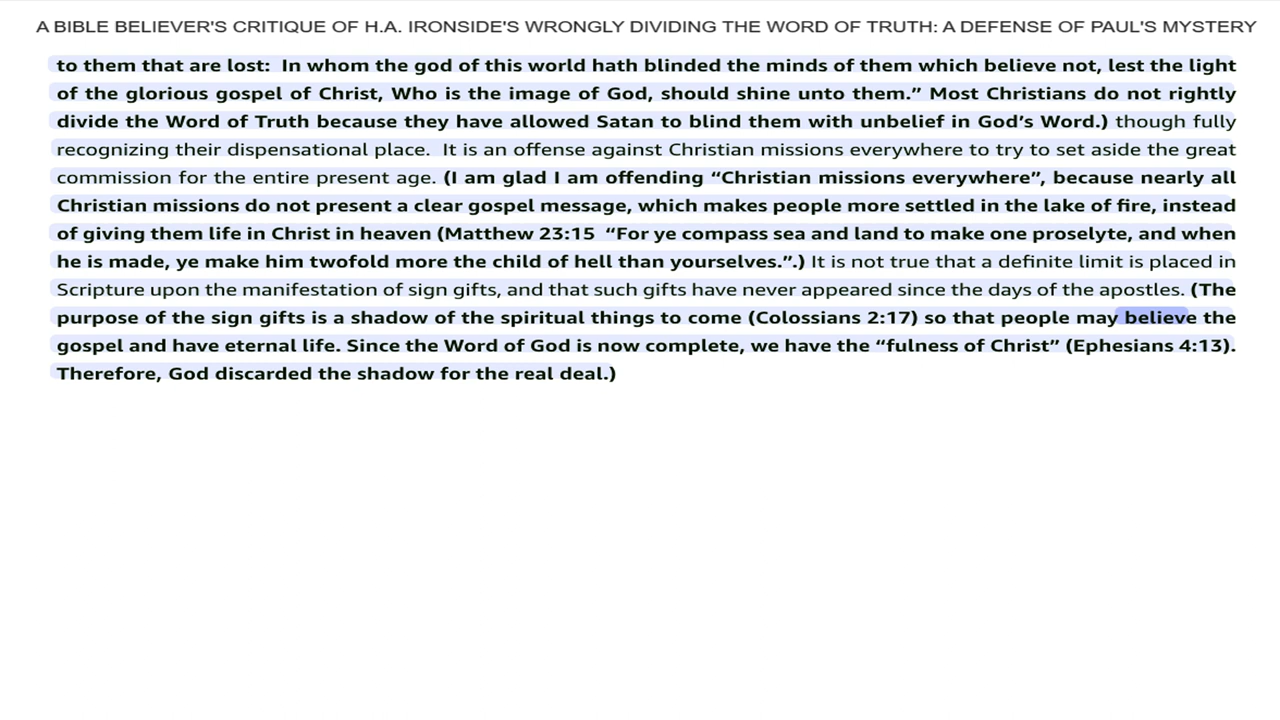 A BIBLE BELIEVER'S CRITIQUE OF H.A. IRONSIDE'S WRONGLY DIVIDING THE WORD OF TRUTH: A DEFENSE OF PAUL'S MYSTERY
to them that are lost:  In whom the god of this world hath blinded the minds of them which believe not, lest the light
of the glorious gospel of Christ, Who is the image of God, should shine unto them.” Most Christians do not rightly
divide the Word of Truth because they have allowed Satan to blind them with unbelief in God’s Word.) though fully
recognizing their dispensational place.  It is an offense against Christian missions everywhere to try to set aside the great
commission for the entire present age. (I am glad I am offending “Christian missions everywhere”, because nearly all
Christian missions do not present a clear gospel message, which makes people more settled in the lake of fire, instead
of giving them life in Christ in heaven (Matthew 23:15  “For ye compass sea and land to make one proselyte, and when
he is made, ye make him twofold more the child of hell than yourselves.”.) It is not true that a definite limit is placed in
Scripture upon the manifestation of sign gifts, and that such gifts have never appeared since the days of the apostles. (The
purpose of the sign gifts is a shadow of the spiritual things to come (Colossians 2:17) so that people may believe the
gospel and have eternal life. Since the Word of God is now complete, we have the “fulness of Christ” (Ephesians 4:13).
Therefore, God discarded the shadow for the real deal.)